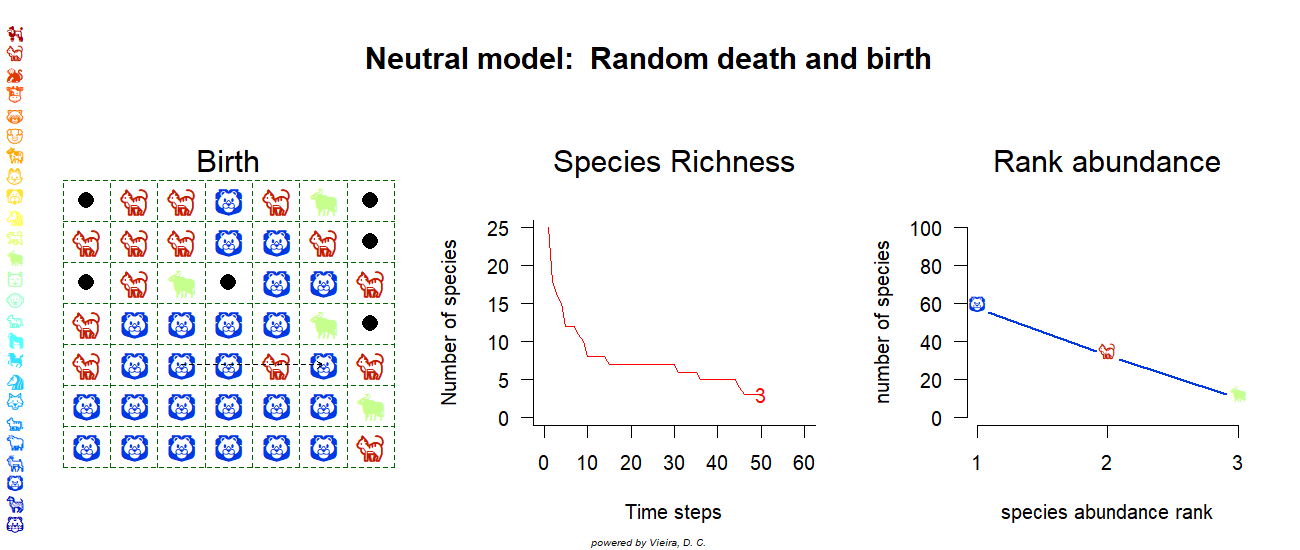 Neutral model:  Random death and birth
Birth
Species Richness
Rank abundance
Number of species
25
20
15
10
5
0
3
0 10 20 30 40 50 60
Time steps
number of species
100
80
60
40
20
0
1 2 3
species abundance rank
powered by Vieira, D. C.